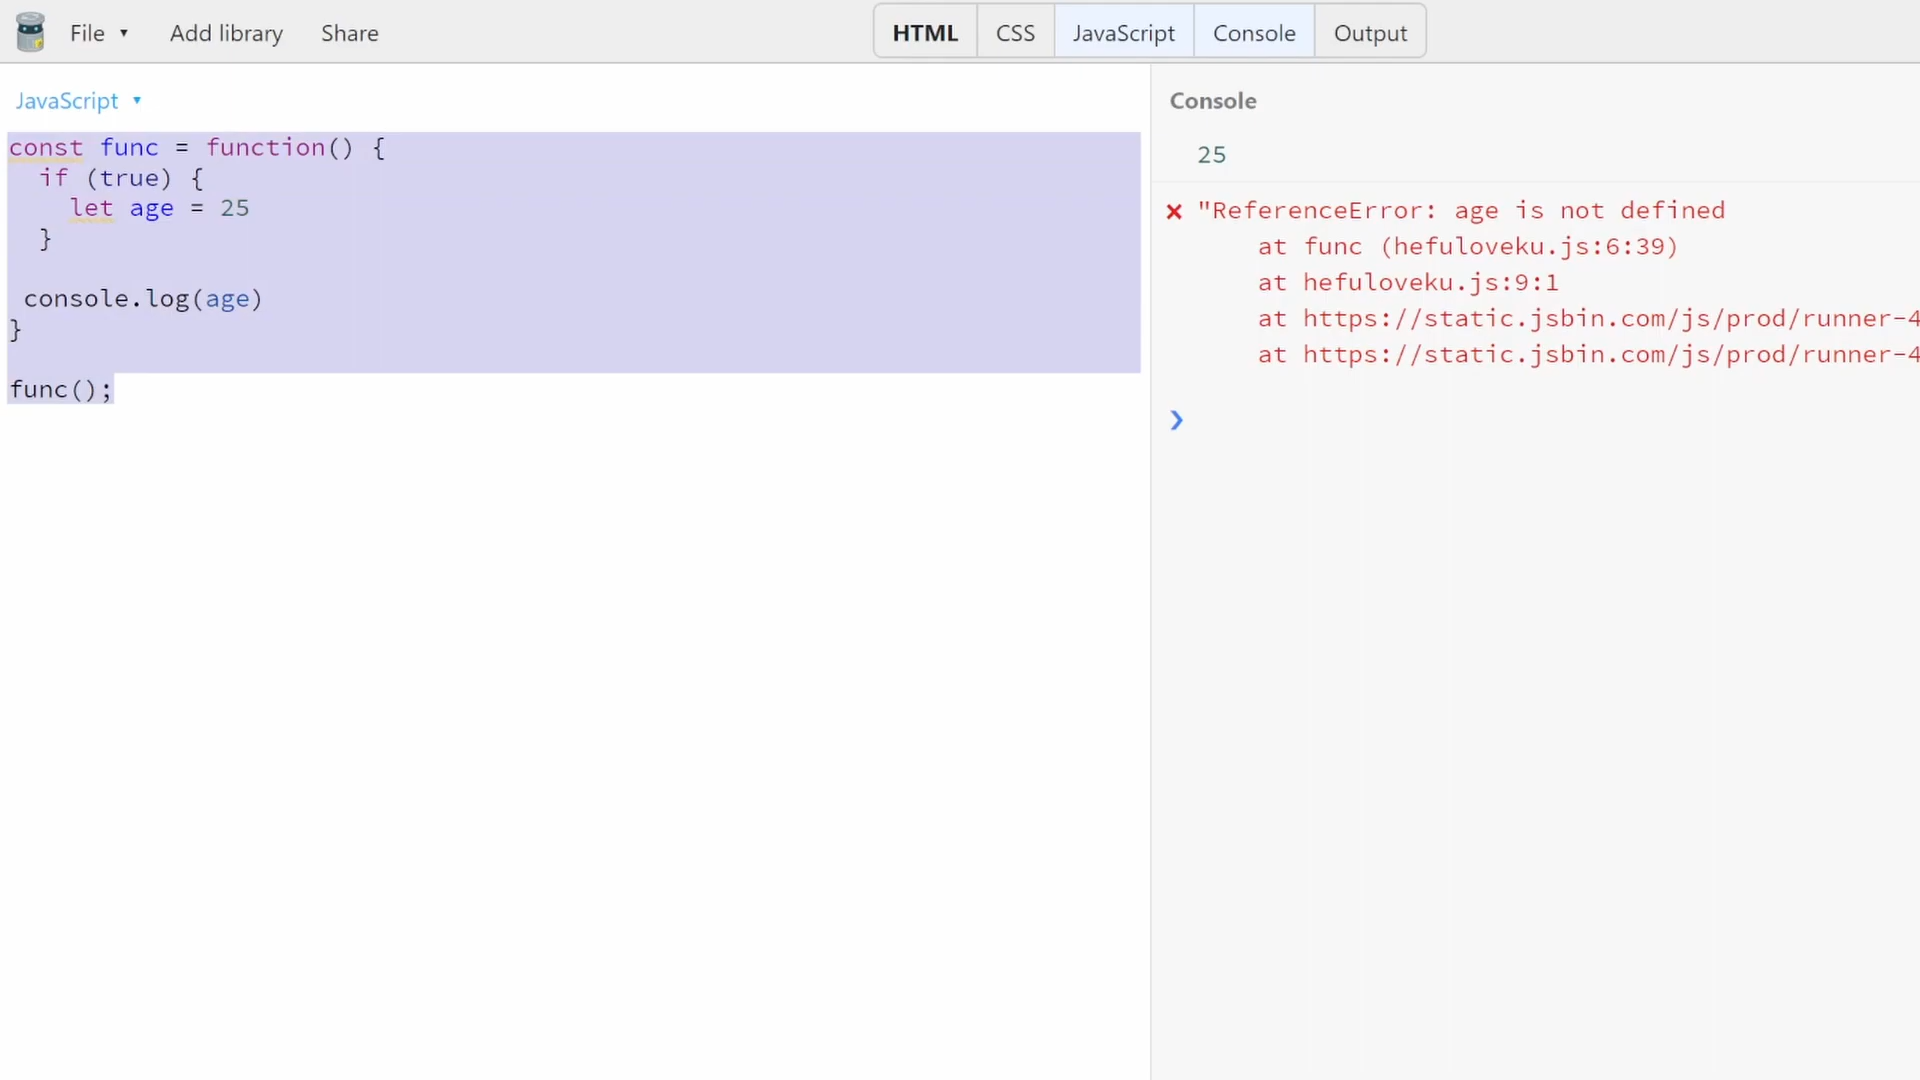 File ▼ Add library Share HTML CSS JavaScript Console Output
JavaScript ▼
const func = function() {
  if (true) {
    let age = 25
  }
 console.log(age)
}
func();
Console
25
✖ "ReferenceError: age is not defined
    at func (hefuloveku.js:6:39)
    at hefuloveku.js:9:1
    at https://static.jsbin.com/js/prod/runner-4
    at https://static.jsbin.com/js/prod/runner-4
❯